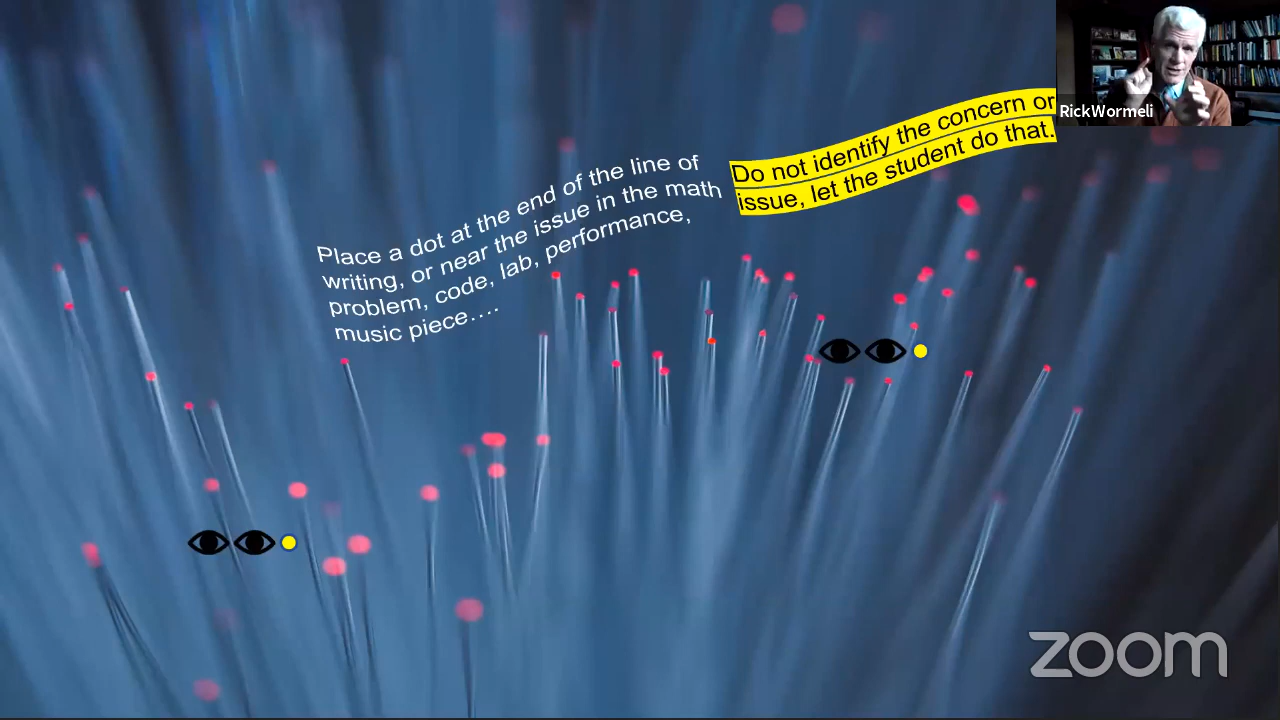 Place a dot at the end of the line of
writing, or near the issue in the math
problem, code, lab, performance,
music piece….
Do not identify the concern or
issue, let the student do that.
RickWormeli
zoom